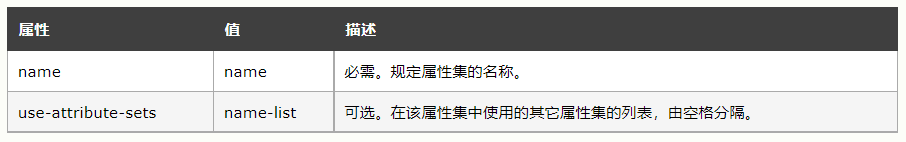 属性 值 描述
name name 必需。规定属性集的名称。
use-attribute-sets name-list 可选。在该属性集中使用的其它属性集的列表，由空格分隔。